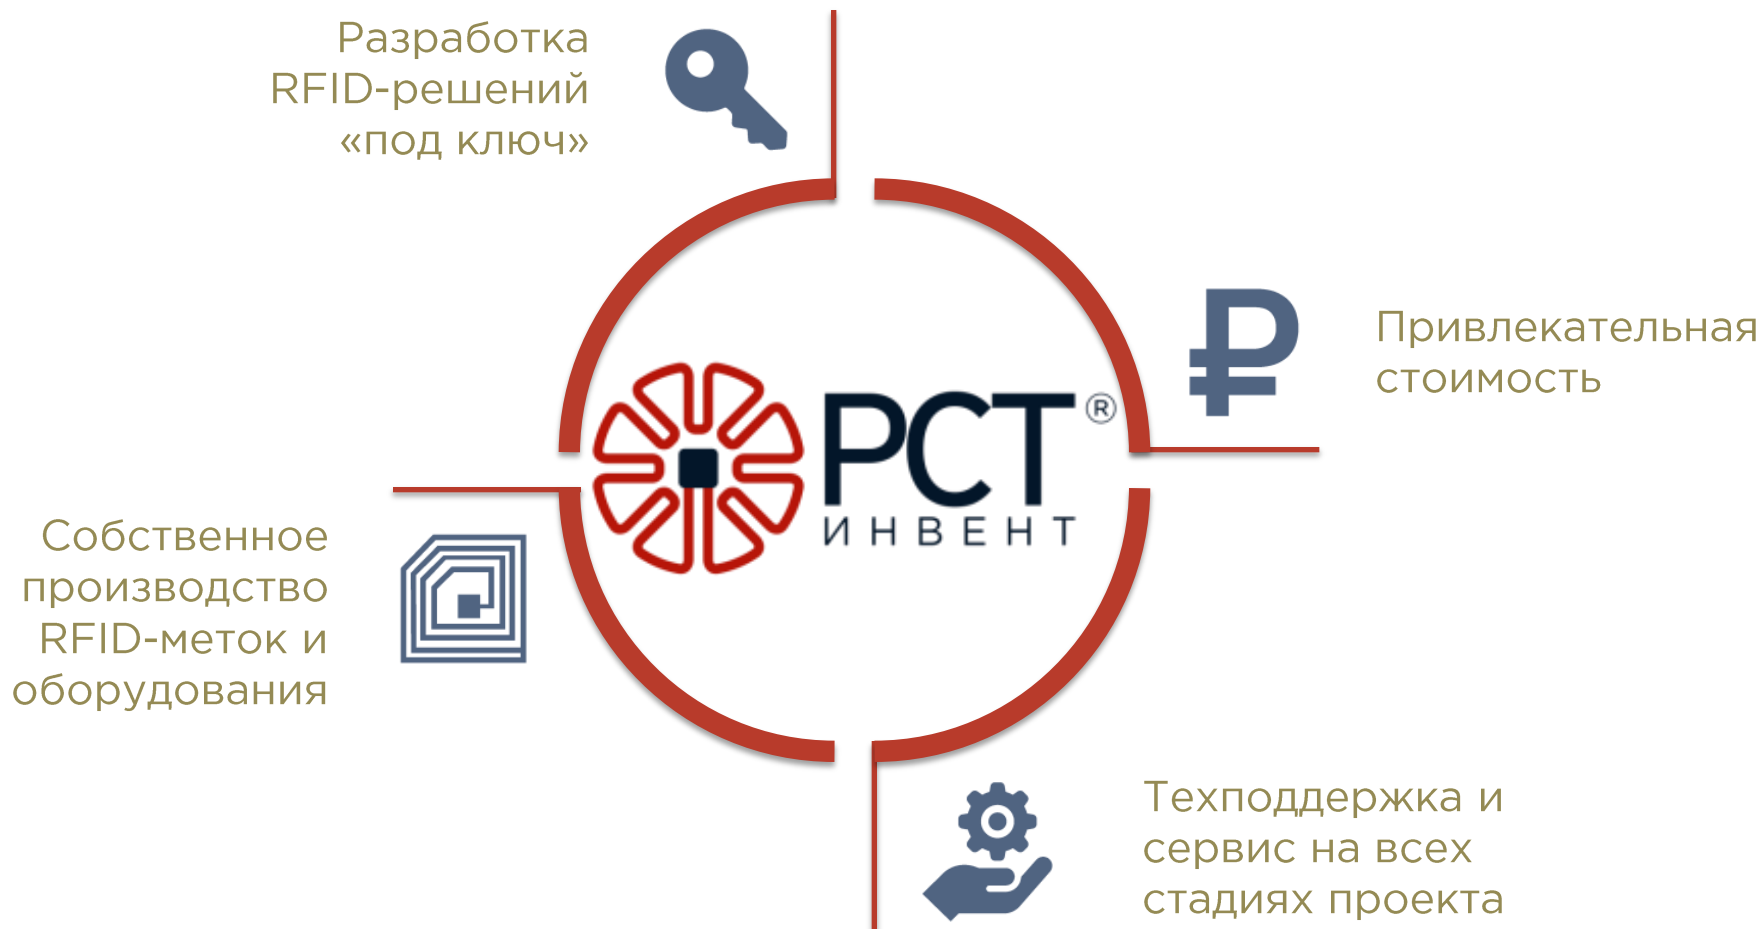 Разработка
RFID-решений
«под ключ»
Привлекательная
стоимость
РСТ®
ИНВЕНТ
Собственное
производство
RFID-меток и
оборудования
Техподдержка и
сервис на всех
стадиях проекта